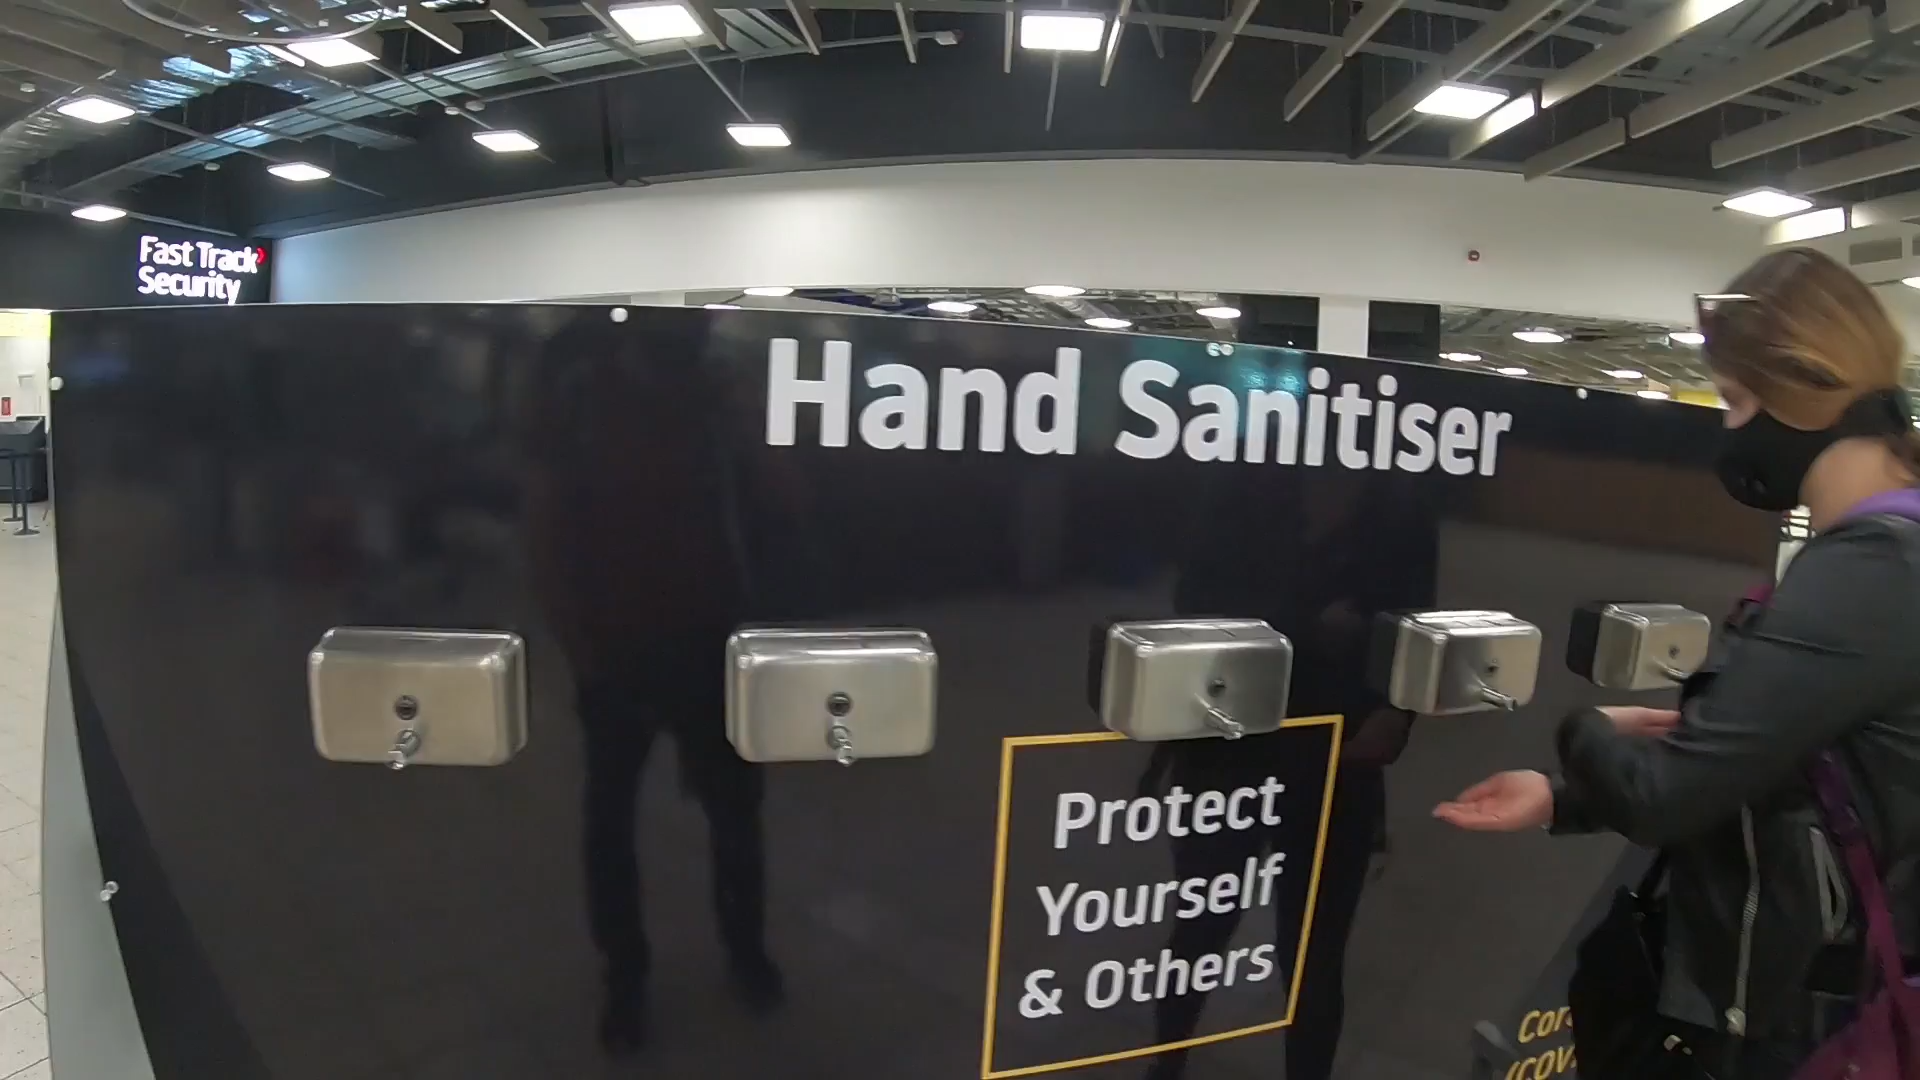 Fast Track
Security
Hand Sanitiser
Protect
Yourself
& Others